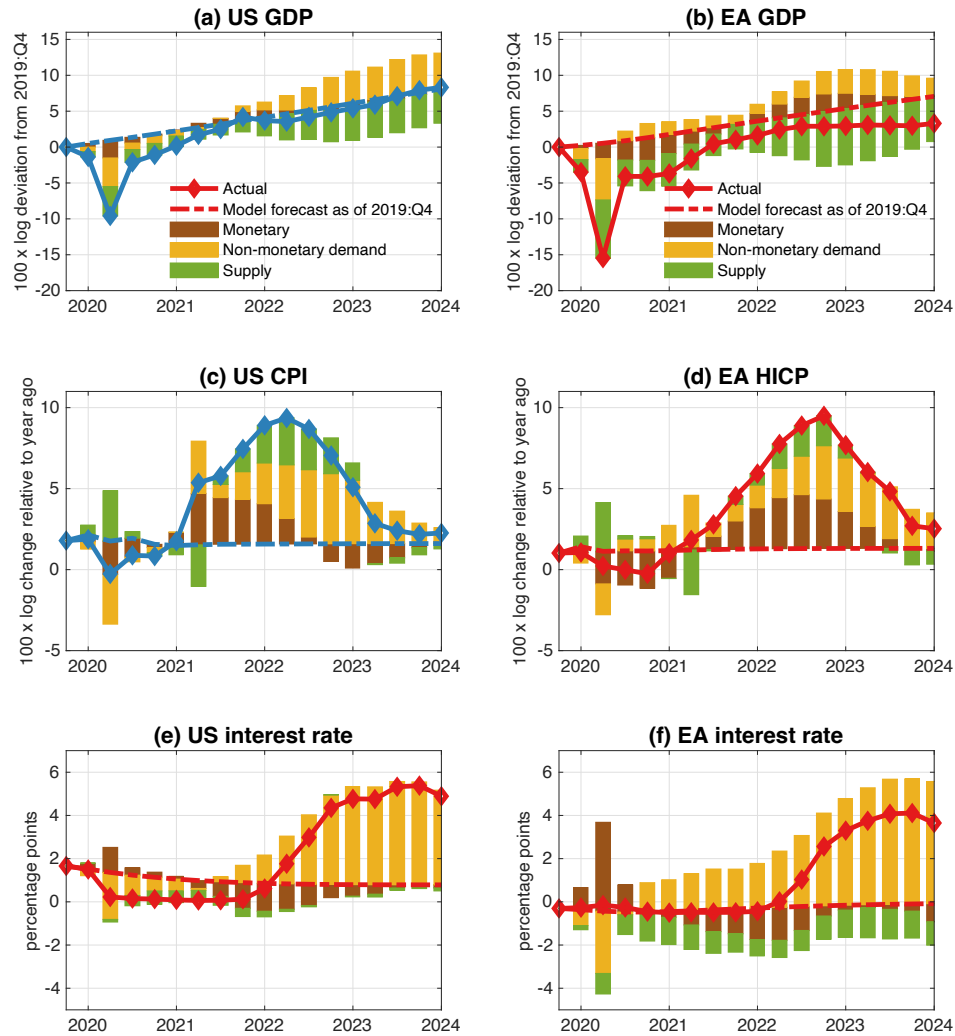 (a) US GDP
100 x log deviation from 2019:Q4
15
10
5
0
-5
-10
-15
-20
Actual
Model forecast as of 2019:Q4
Monetary
Non-monetary demand
Supply
2020 2021 2022 2023 2024
(b) EA GDP
100 x log deviation from 2019:Q4
15
10
5
0
-5
-10
-15
-20
Actual
Model forecast as of 2019:Q4
Monetary
Non-monetary demand
Supply
2020 2021 2022 2023 2024
(c) US CPI
100 x log change relative to year ago
10
5
0
-5
2020 2021 2022 2023 2024
(d) EA HICP
100 x log change relative to year ago
10
5
0
-5
2020 2021 2022 2023 2024
(e) US interest rate
percentage points
6
4
2
0
-2
-4
2020 2021 2022 2023 2024
(f) EA interest rate
percentage points
6
4
2
0
-2
-4
2020 2021 2022 2023 2024